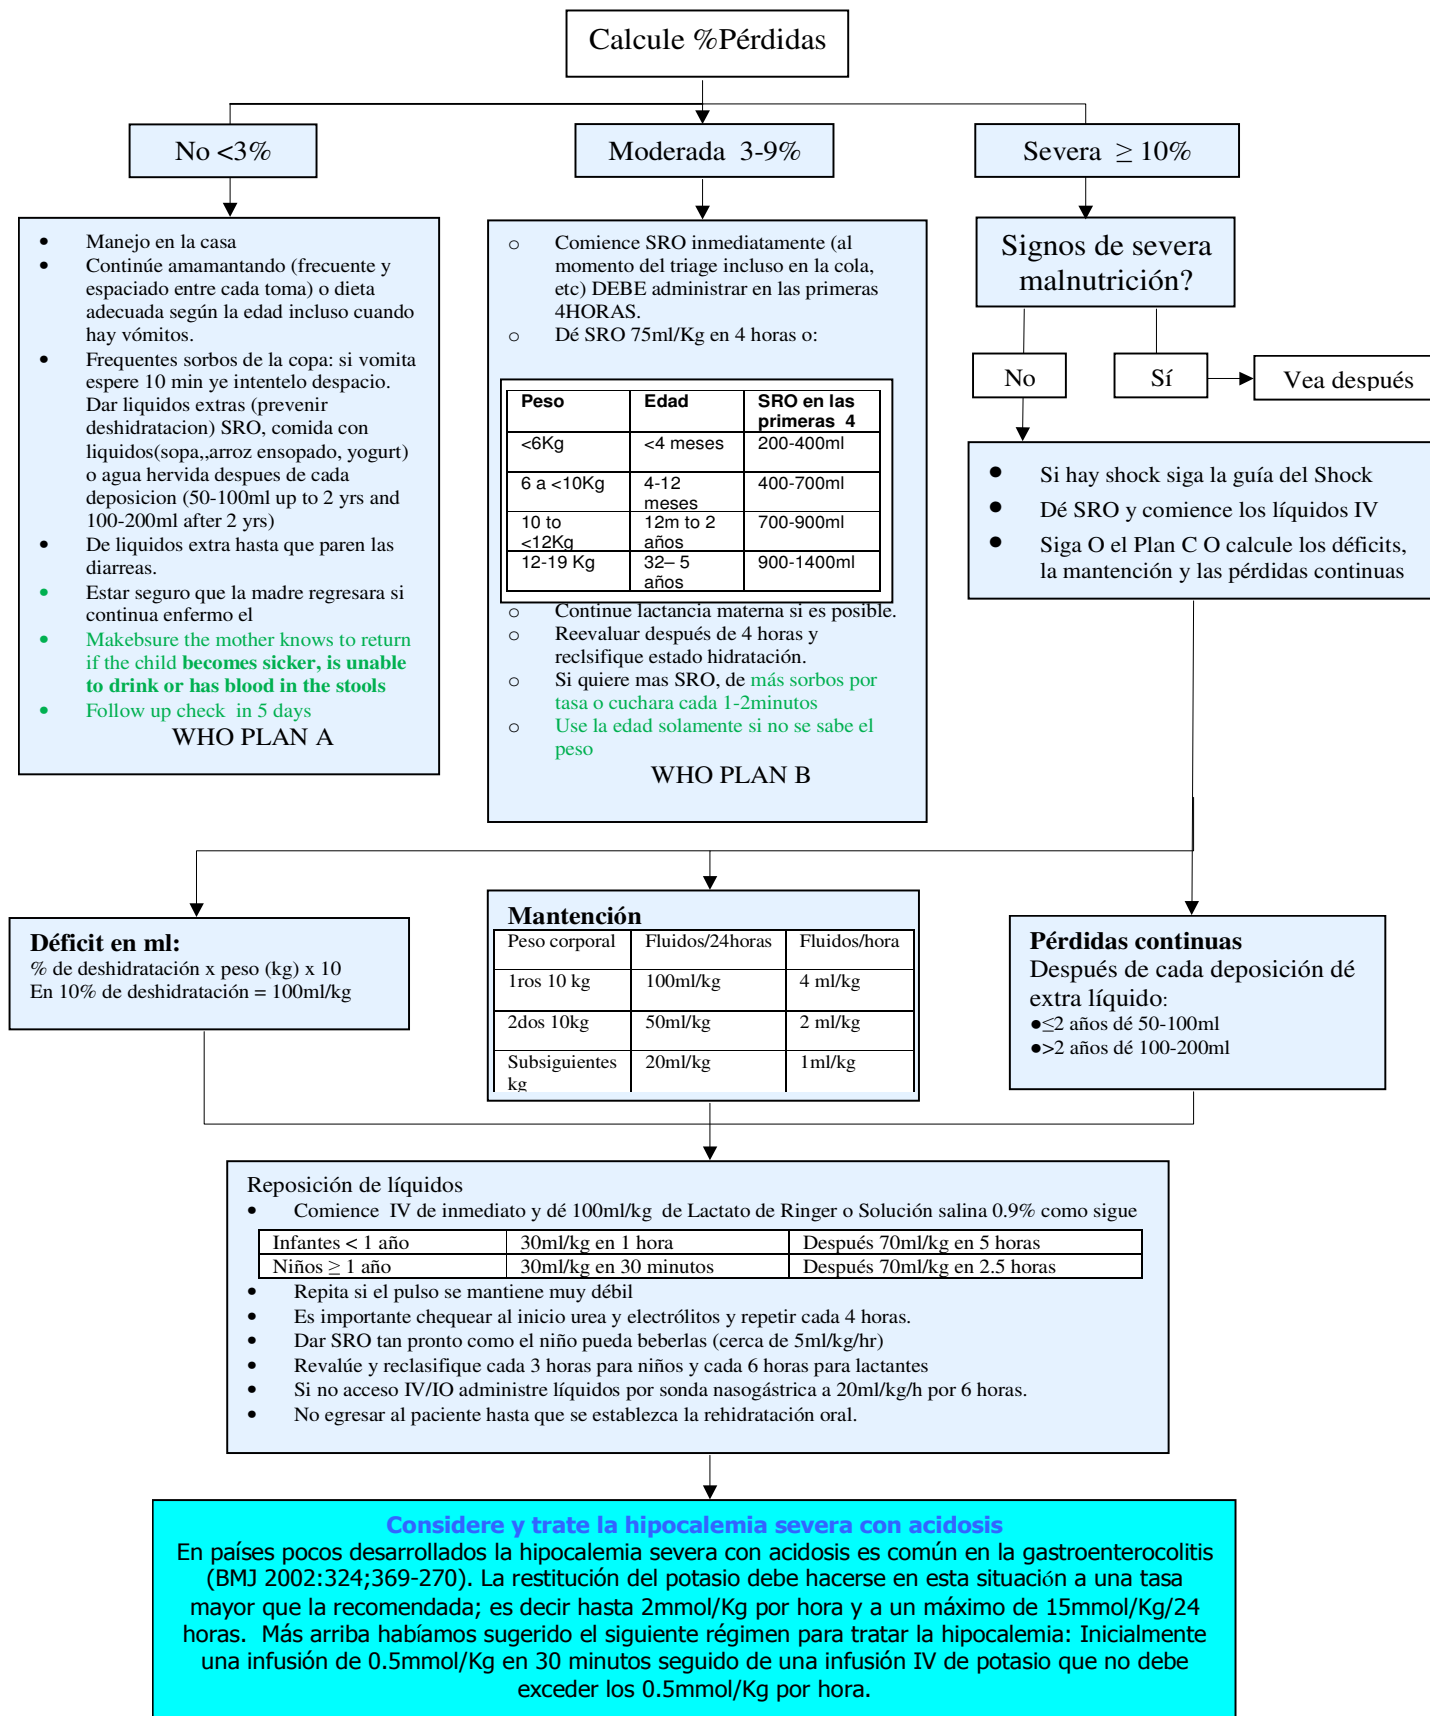 Calcule %Pérdidas
No <3%
Moderada 3-9%
Severa ≥ 10%
• Manejo en la casa
• Continúe amamantando (frecuente y
espaciado entre cada toma) o dieta
adecuada según la edad incluso cuando
hay vómitos.
• Frequentes sorbos de la copa: si vomita
espere 10 min ye intentelo despacio.
Dar liquidos extras (prevenir
deshidratacion) SRO, comida con
liquidos(sopa,,arroz ensopado, yogurt)
o agua hervida despues de cada
deposicion (50-100ml up to 2 yrs and
100-200ml after 2 yrs)
• De liquidos extra hasta que paren las
diarreas.
• Estar seguro que la madre regresara si
continua enfermo el
• Makebsure the mother knows to return
if the child becomes sicker, is unable
to drink or has blood in the stools
• Follow up check in 5 days
WHO PLAN A
o Comience SRO inmediatamente (al
momento del triage incluso en la cola,
etc) DEBE administrar en las primeras
4HORAS.
o Dé SRO 75ml/Kg en 4 horas o:
Peso Edad SRO en las
primeras 4
<6Kg <4 meses 200-400ml
6 a <10Kg 4-12
meses 400-700ml
10 to
<12Kg 12m to 2
años 700-900ml
12-19 Kg 32– 5
años 900-1400ml
o Continue lactancia materna si es posible.
o Reevaluar después de 4 horas y
reclsifique estado hidratación.
o Si quiere mas SRO, de más sorbos por
tasa o cuchara cada 1-2minutos
o Use la edad solamente si no se sabe el
peso
WHO PLAN B
Signos de severa
malnutrición?
No
Sí
Vea después
• Si hay shock siga la guía del Shock
• Dé SRO y comience los líquidos IV
• Siga O el Plan C O calcule los déficits,
la mantención y las pérdidas continuas
Déficit en ml:
% de deshidratación x peso (kg) x 10
En 10% de deshidratación = 100ml/kg
Mantención
Peso corporal Fluidos/24horas Fluidos/hora
1ros 10 kg 100ml/kg 4 ml/kg
2dos 10kg 50ml/kg 2 ml/kg
Subsiguientes
kg 20ml/kg 1ml/kg
Pérdidas continuas
Después de cada deposición dé
extra líquido:
●≤2 años dé 50-100ml
●>2 años dé 100-200ml
Reposición de líquidos
• Comience IV de inmediato y dé 100ml/kg de Lactato de Ringer o Solución salina 0.9% como sigue
Infantes < 1 año 30ml/kg en 1 hora Después 70ml/kg en 5 horas
Niños ≥ 1 año 30ml/kg en 30 minutos Después 70ml/kg en 2.5 horas
• Repita si el pulso se mantiene muy débil
• Es importante chequear al inicio urea y electrólitos y repetir cada 4 horas.
• Dar SRO tan pronto como el niño pueda beberlas (cerca de 5ml/kg/hr)
• Revalúe y reclasifique cada 3 horas para niños y cada 6 horas para lactantes
• Si no acceso IV/IO administre líquidos por sonda nasogástrica a 20ml/kg/h por 6 horas.
• No egresar al paciente hasta que se establezca la rehidratación oral.
Considere y trate la hipocalemia severa con acidosis
En países pocos desarrollados la hipocalemia severa con acidosis es común en la gastroenterocolitis
(BMJ 2002:324;369-270). La restitución del potasio debe hacerse en esta situación a una tasa
mayor que la recomendada; es decir hasta 2mmol/Kg por hora y a un máximo de 15mmol/Kg/24
horas. Más arriba habíamos sugerido el siguiente régimen para tratar la hipocalemia: Inicialmente
una infusión de 0.5mmol/Kg en 30 minutos seguido de una infusión IV de potasio que no debe
exceder los 0.5mmol/Kg por hora.